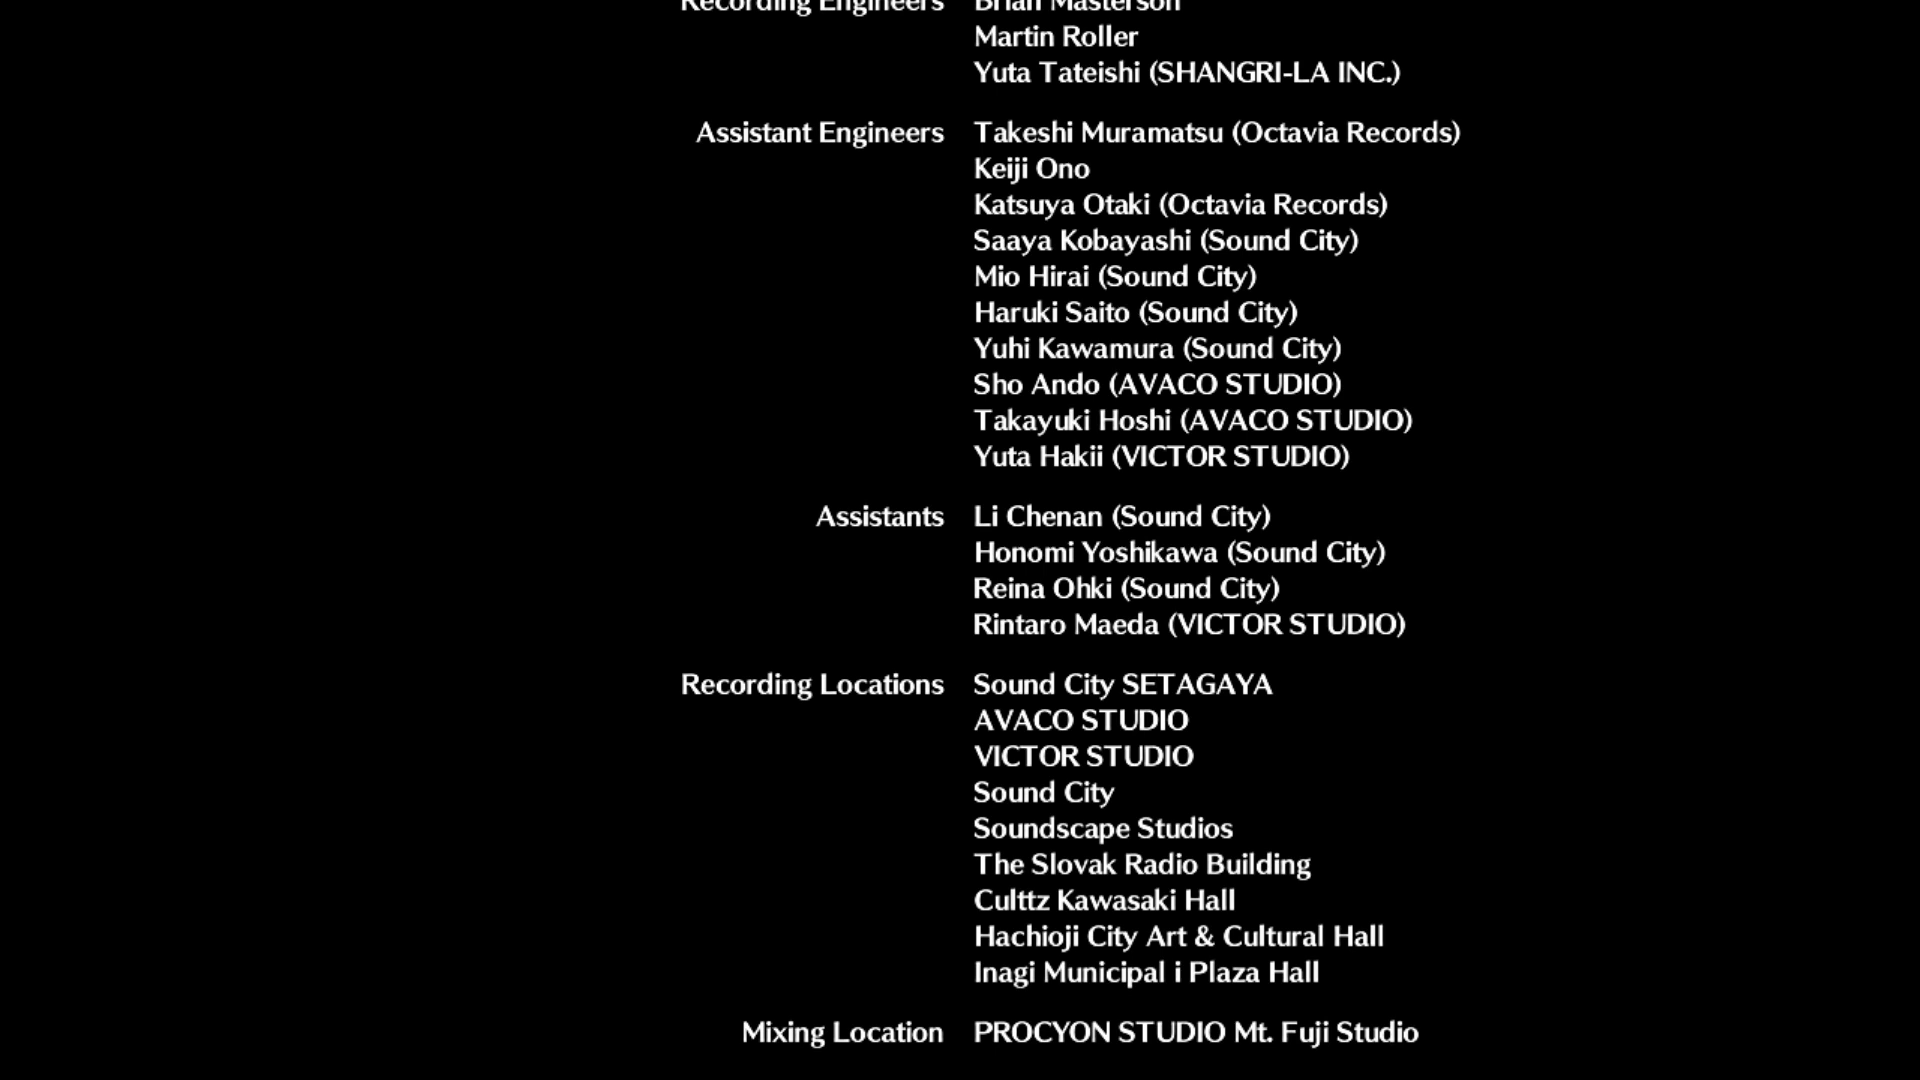 Recording Engineers Brian Masterson
Martin Roller
Yuta Tateishi (SHANGRI-LA INC.)
Assistant Engineers Takeshi Muramatsu (Octavia Records)
Keiji Ono
Katsuya Otaki (Octavia Records)
Saaya Kobayashi (Sound City)
Mio Hirai (Sound City)
Haruki Saito (Sound City)
Yuhi Kawamura (Sound City)
Sho Ando (AVACO STUDIO)
Takayuki Hoshi (AVACO STUDIO)
Yuta Hakii (VICTOR STUDIO)
Assistants Li Chenan (Sound City)
Honomi Yoshikawa (Sound City)
Reina Ohki (Sound City)
Rintaro Maeda (VICTOR STUDIO)
Recording Locations Sound City SETAGAYA
AVACO STUDIO
VICTOR STUDIO
Sound City
Soundscape Studios
The Slovak Radio Building
Culttz Kawasaki Hall
Hachioji City Art & Cultural Hall
Inagi Municipal i Plaza Hall
Mixing Location PROCYON STUDIO Mt. Fuji Studio